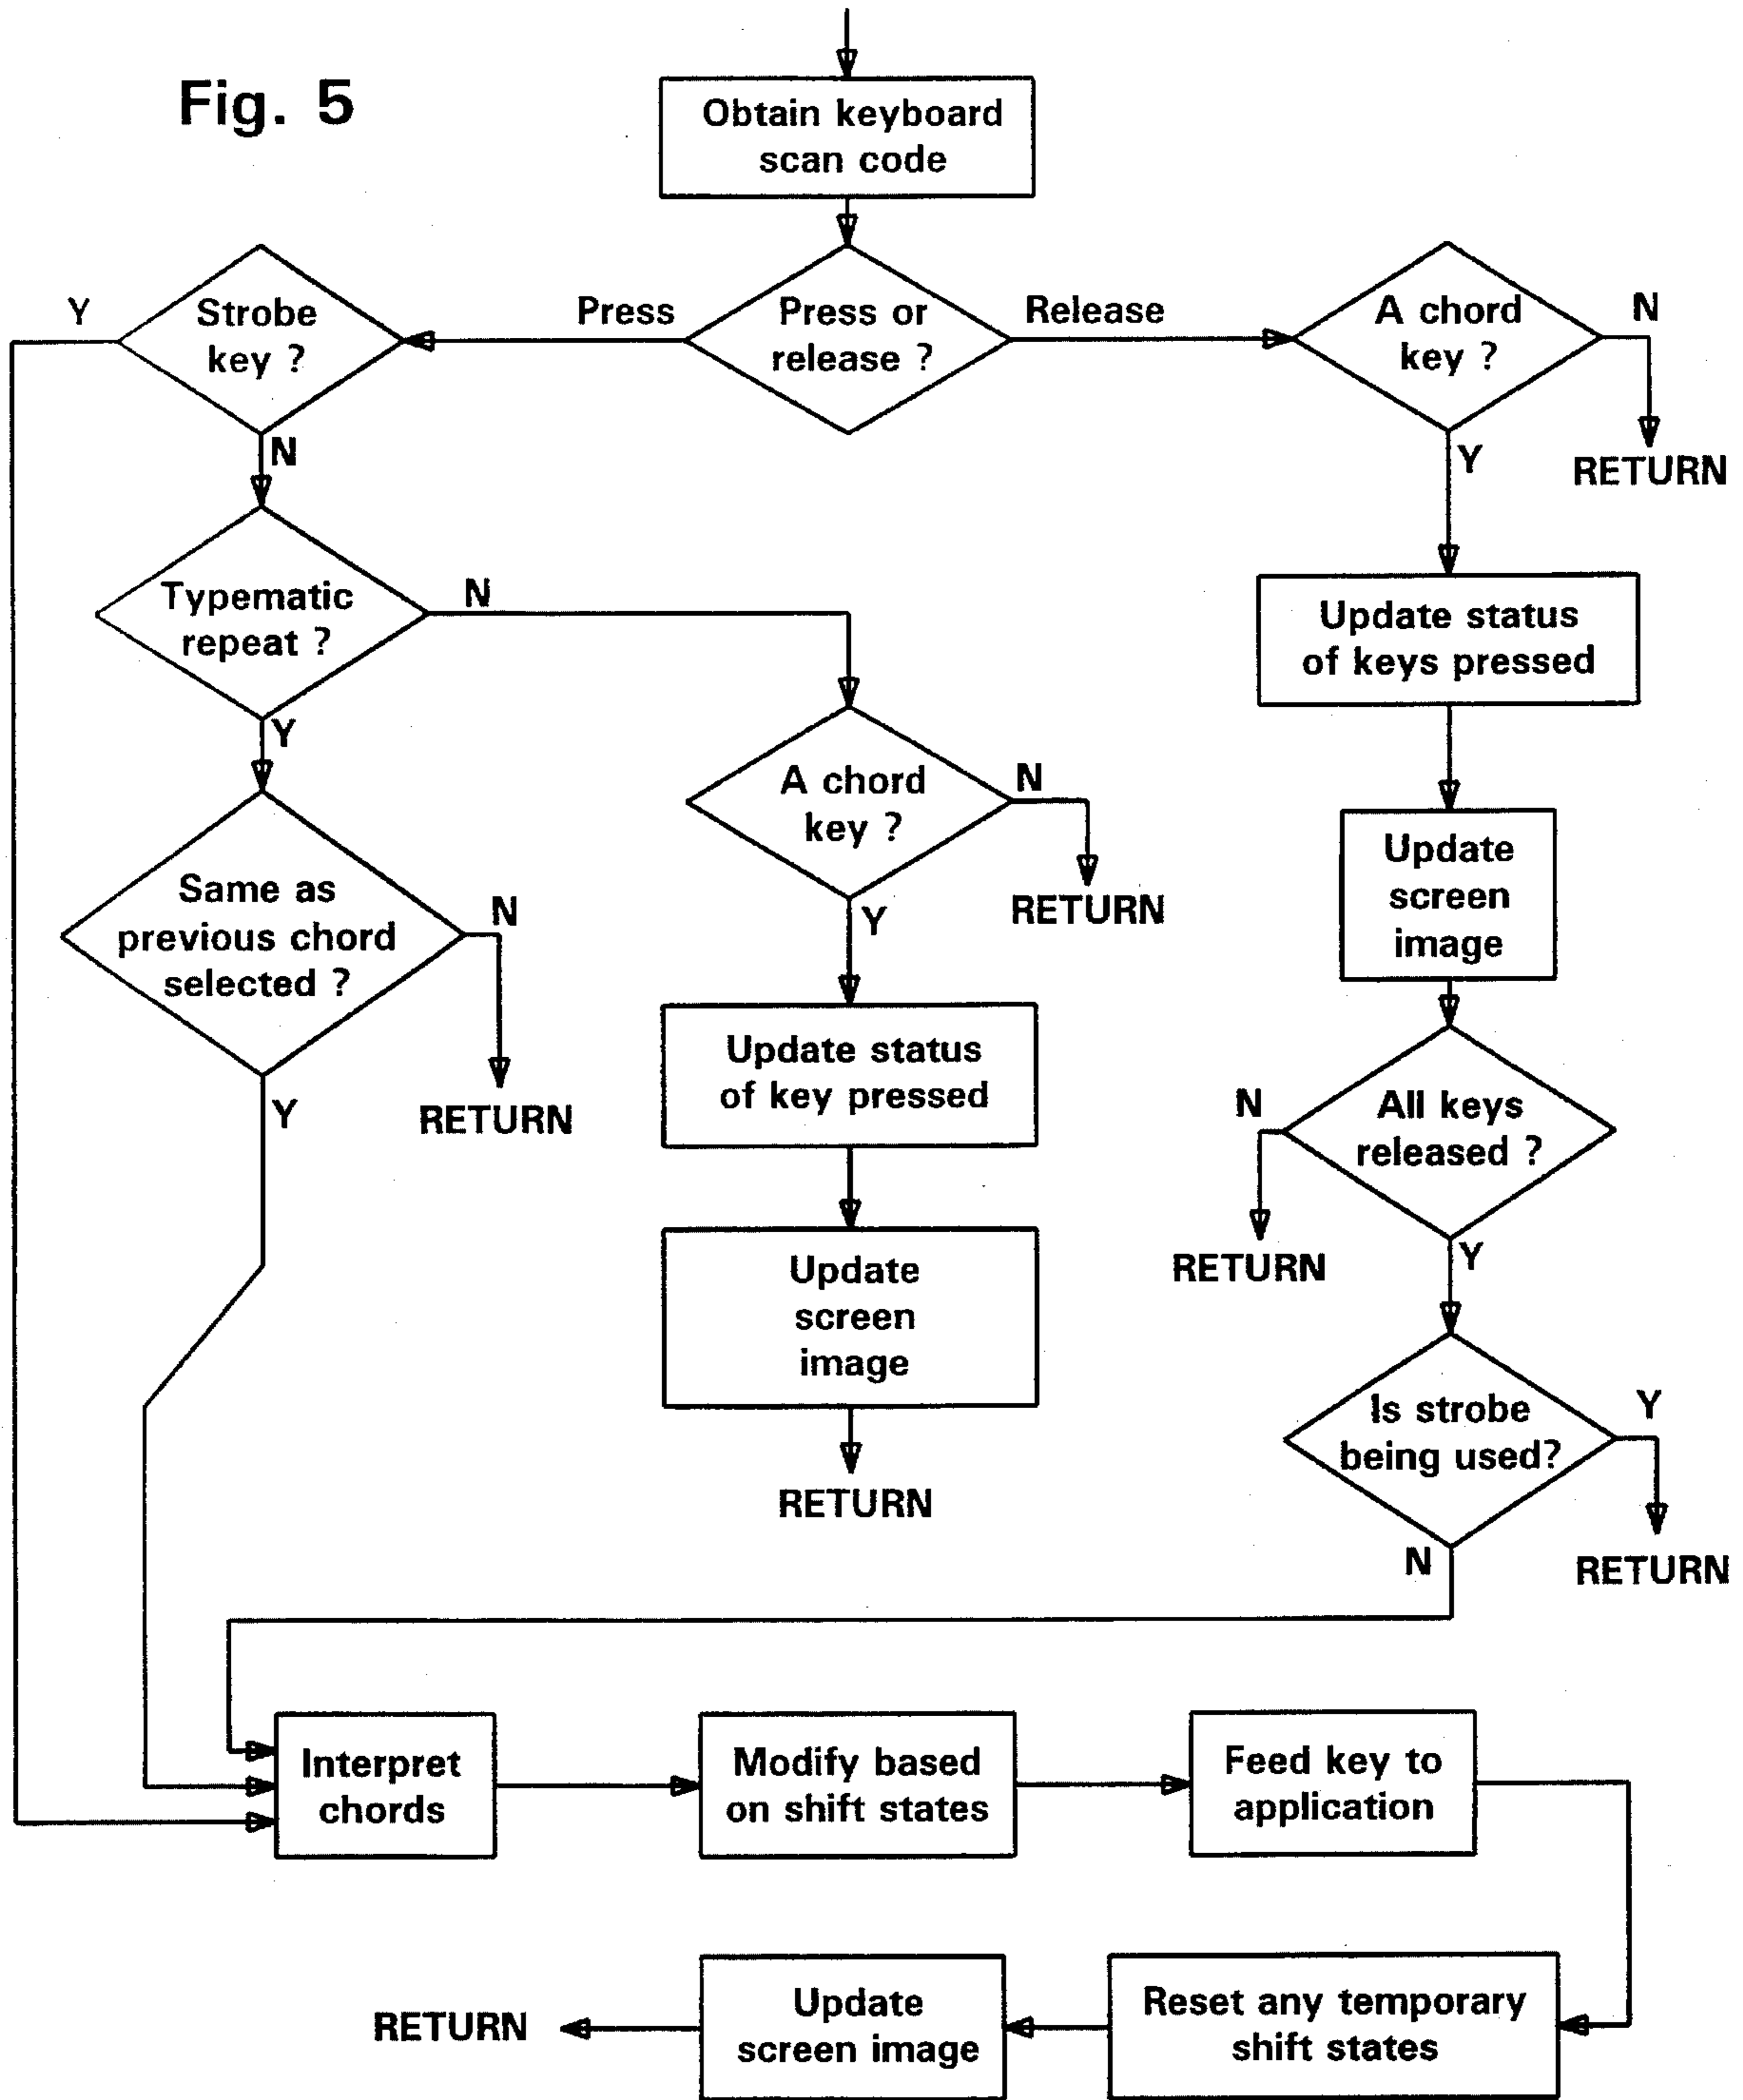 Fig. 5
Obtain keyboard
scan code
Y
Strobe
key ?
Press
Press or
release ?
Release
A chord
key ?
N
RETURN
N
Y
Typematic
repeat ?
N
Update status
of keys pressed
Y
A chord
key ?
N
RETURN
Update
screen
image
Same as
previous chord
selected ?
N
RETURN
Y
Y
Update status
of key pressed
N
All keys
released ?
RETURN
Y
Update
screen
image
RETURN
Is strobe
being used?
Y
RETURN
N
Interpret
chords
Modify based
on shift states
Feed key to
application
Reset any temporary
shift states
Update
screen image
RETURN